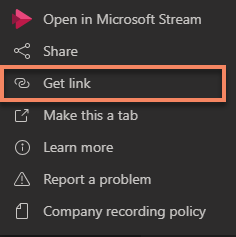 Open in Microsoft Stream
Share
Get link
Make this a tab
Learn more
Report a problem
Company recording policy